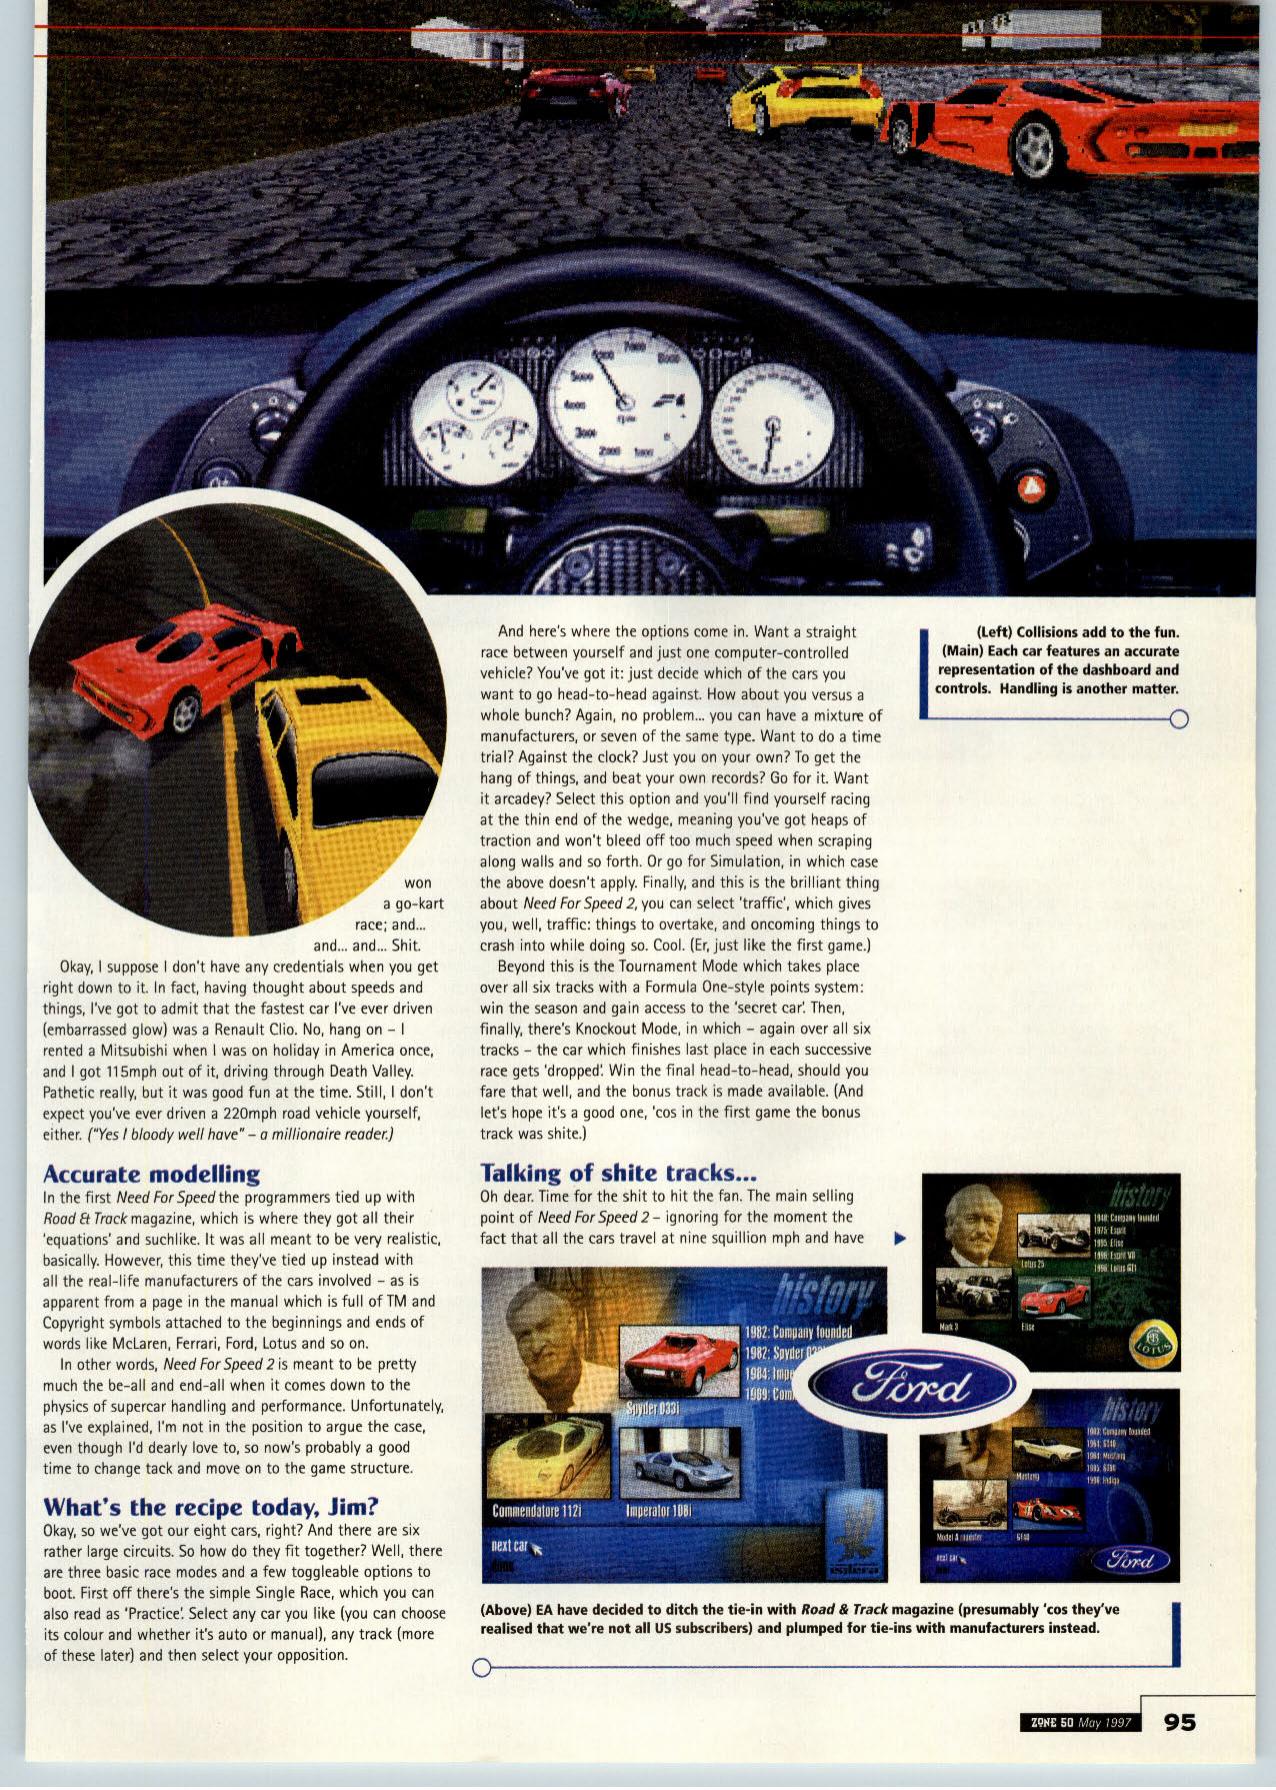 won
a go-kart
race; and...
and... and... Shit.
Okay, I suppose I don't have any credentials when you get
right down to it. In fact, having thought about speeds and
things, I've got to admit that the fastest car I've ever driven
(embarrassed glow) was a Renault Clio. No, hang on – I
rented a Mitsubishi when I was on holiday in America once,
and I got 115mph out of it, driving through Death Valley.
Pathetic really, but it was good fun at the time. Still, I don't
expect you've ever driven a 220mph road vehicle yourself,
either. ("Yes I bloody well have" – a millionaire reader.)
Accurate modelling
In the first Need For Speed the programmers tied up with
Road & Track magazine, which is where they got all their
'equations' and suchlike. It was all meant to be very realistic,
basically. However, this time they've tied up instead with
all the real-life manufacturers of the cars involved – as is
apparent from a page in the manual which is full of TM and
Copyright symbols attached to the beginnings and ends of
words like McLaren, Ferrari, Ford, Lotus and so on.
In other words, Need For Speed 2 is meant to be pretty
much the be-all and end-all when it comes down to the
physics of supercar handling and performance. Unfortunately,
as I've explained, I'm not in the position to argue the case,
even though I'd dearly love to, so now's probably a good
time to change tack and move on to the game structure.
What's the recipe today, Jim?
Okay, so we've got our eight cars, right? And there are six
rather large circuits. So how do they fit together? Well, there
are three basic race modes and a few toggleable options to
boot. First off there's the simple Single Race, which you can
also read as 'Practice'. Select any car you like (you can choose
its colour and whether it's auto or manual), any track (more
of these later) and then select your opposition.
And here's where the options come in. Want a straight
race between yourself and just one computer-controlled
vehicle? You've got it: just decide which of the cars you
want to go head-to-head against. How about you versus a
whole bunch? Again, no problem... you can have a mixture of
manufacturers, or seven of the same type. Want to do a time
trial? Against the clock? Just you on your own? To get the
hang of things, and beat your own records? Go for it. Want
it arcadey? Select this option and you'll find yourself racing
at the thin end of the wedge, meaning you've got heaps of
traction and won't bleed off too much speed when scraping
along walls and so forth. Or go for Simulation, in which case
the above doesn't apply. Finally, and this is the brilliant thing
about Need For Speed 2, you can select 'traffic', which gives
you, well, traffic: things to overtake, and oncoming things to
crash into while doing so. Cool. (Er, just like the first game.)
Beyond this is the Tournament Mode which takes place
over all six tracks with a Formula One-style points system:
win the season and gain access to the 'secret car'. Then,
finally, there's Knockout Mode, in which – again over all six
tracks – the car which finishes last place in each successive
race gets 'dropped'. Win the final head-to-head, should you
fare that well, and the bonus track is made available. (And
let's hope it's a good one, 'cos in the first game the bonus
track was shite.)
Talking of shite tracks...
Oh dear. Time for the shit to hit the fan. The main selling
point of Need For Speed 2 – ignoring for the moment the
fact that all the cars travel at nine squillion mph and have
(Left) Collisions add to the fun.
(Main) Each car features an accurate
representation of the dashboard and
controls. Handling is another matter.
history
1982: Company founded
1982: Spyder 033i
1984: Impe
1989: Com
Spyder 033i
Commendatore 112i
Imperator 108i
next car
Ford
history
1948: Company founded
1975: Esprit
1995: Elise
1996: Esprit V8
1996: Lotus GT1
Lotus 25
Mark 3
Elise
LOTUS
history
1903: Company founded
1964: Mustang
1996: Indigo
Mustang
Model A
GT40
next car
Ford
(Above) EA have decided to ditch the tie-in with Road & Track magazine (presumably 'cos they've
realised that we're not all US subscribers) and plumped for tie-ins with manufacturers instead.
ZONE 50 May 1997 95